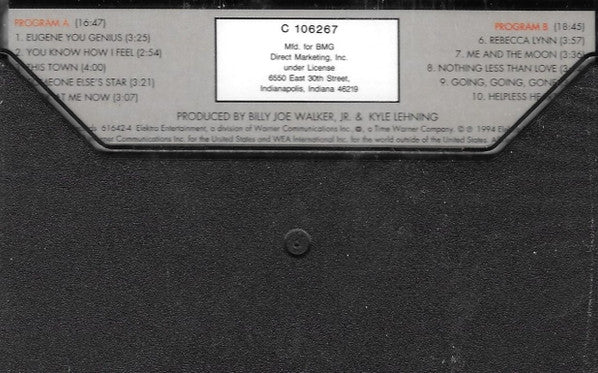 PROGRAM A (16:47)
1. EUGENE YOU GENIUS (3:25)
2. YOU KNOW HOW I FEEL (2:54)
THIS TOWN (4:00)
ELSE'S STAR (3:21)
AT ME NOW (3:07)
C 106267
Mfd. for BMG
Direct Marketing, Inc.
under License
6550 East 30th Street,
Indianapolis, Indiana 46219
PROGRAM B (18:45)
6. REBECCA LYNN (3:57)
7. ME AND THE MOON (3:36)
8. NOTHING LESS THAN LOVE (3:
9. GOING, GOING, GON
10. HELPLESS HE
PRODUCED BY BILLY JOE WALKER, JR. & KYLE LEHNING
61642-4 Elektra Entertainment, a division of Warner Communications Inc. a Time Warner Company. © ℗ 1994 Elek
Communications Inc. for the United States and WEA International Inc. for the world outside of the United States.